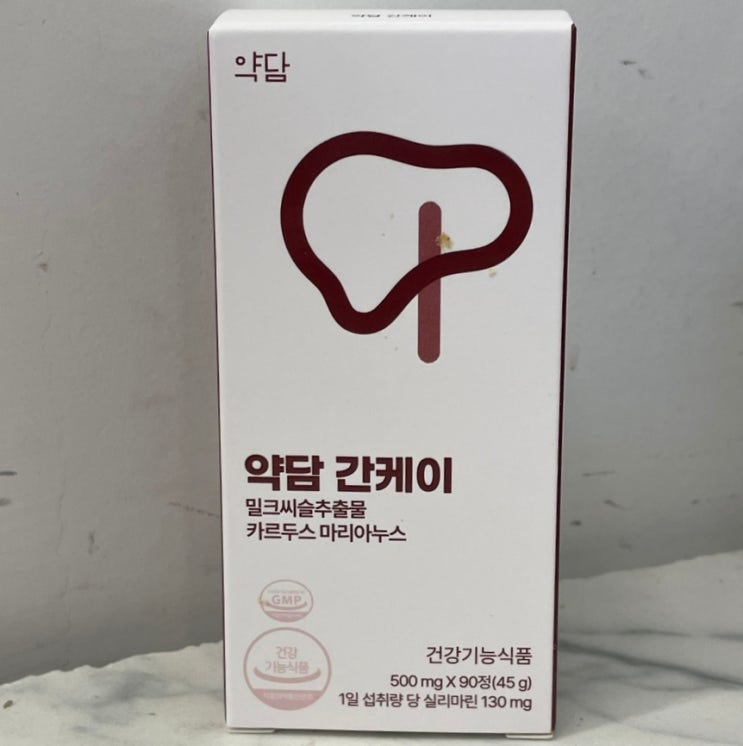 약담
약담 간케이
밀크씨슬추출물
카르두스 마리아누스
GMP
건강
기능식품
건강기능식품
500 mg X 90정(45 g)
1일 섭취량 당 실리마린 130 mg